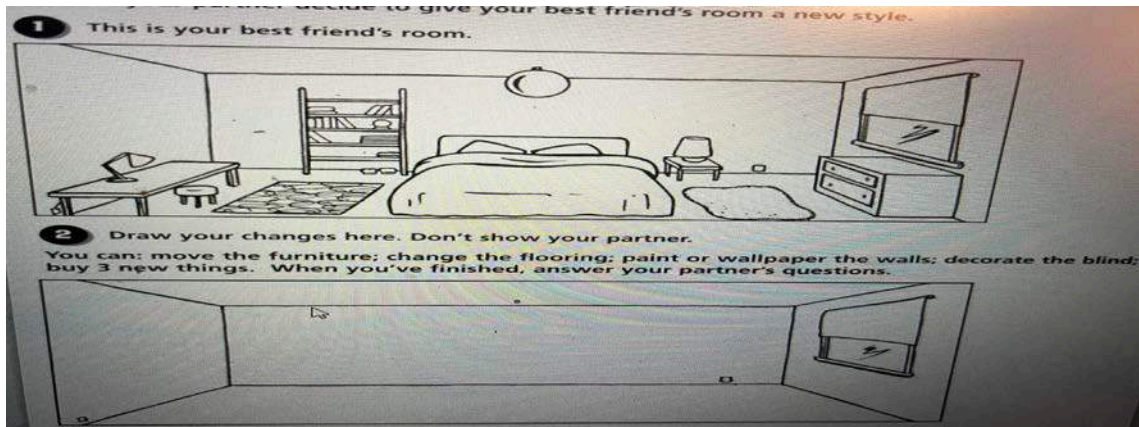 partner decide to give your best friend's room a new style.
1 This is your best friend's room.
2 Draw your changes here. Don't show your partner.
You can: move the furniture; change the flooring; paint or wallpaper the walls; decorate the blind;
buy 3 new things. When you've finished, answer your partner's questions.